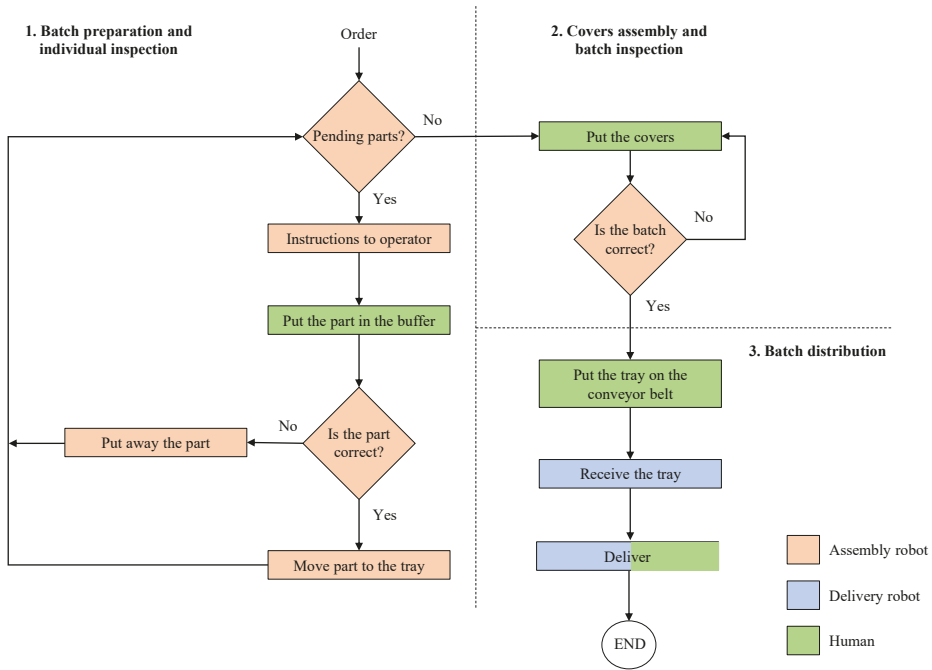 1. Batch preparation and
individual inspection
Order
Pending parts?
No
Yes
Instructions to operator
Put the part in the buffer
Is the part
correct?
No
Put away the part
Yes
Move part to the tray
2. Covers assembly and
batch inspection
Put the covers
Is the batch
correct?
No
Yes
3. Batch distribution
Put the tray on the
conveyor belt
Receive the tray
Deliver
END
Assembly robot
Delivery robot
Human